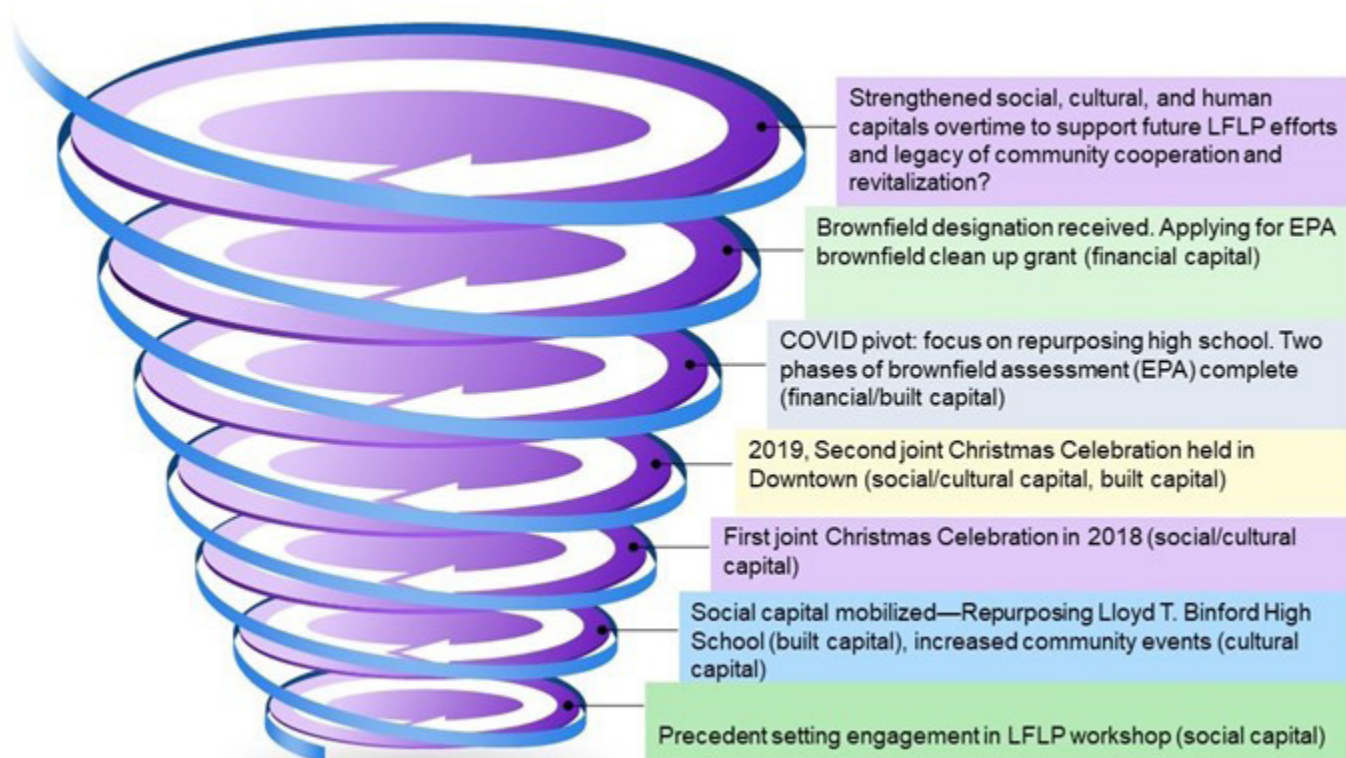 Strengthened social, cultural, and human
capitals overtime to support future LFLP efforts
and legacy of community cooperation and
revitalization?
Brownfield designation received. Applying for EPA
brownfield clean up grant (financial capital)
COVID pivot: focus on repurposing high school. Two
phases of brownfield assessment (EPA) complete
(financial/built capital)
2019, Second joint Christmas Celebration held in
Downtown (social/cultural capital, built capital)
First joint Christmas Celebration in 2018 (social/cultural
capital)
Social capital mobilized—Repurposing Lloyd T. Binford High
School (built capital), increased community events (cultural
capital)
Precedent setting engagement in LFLP workshop (social capital)